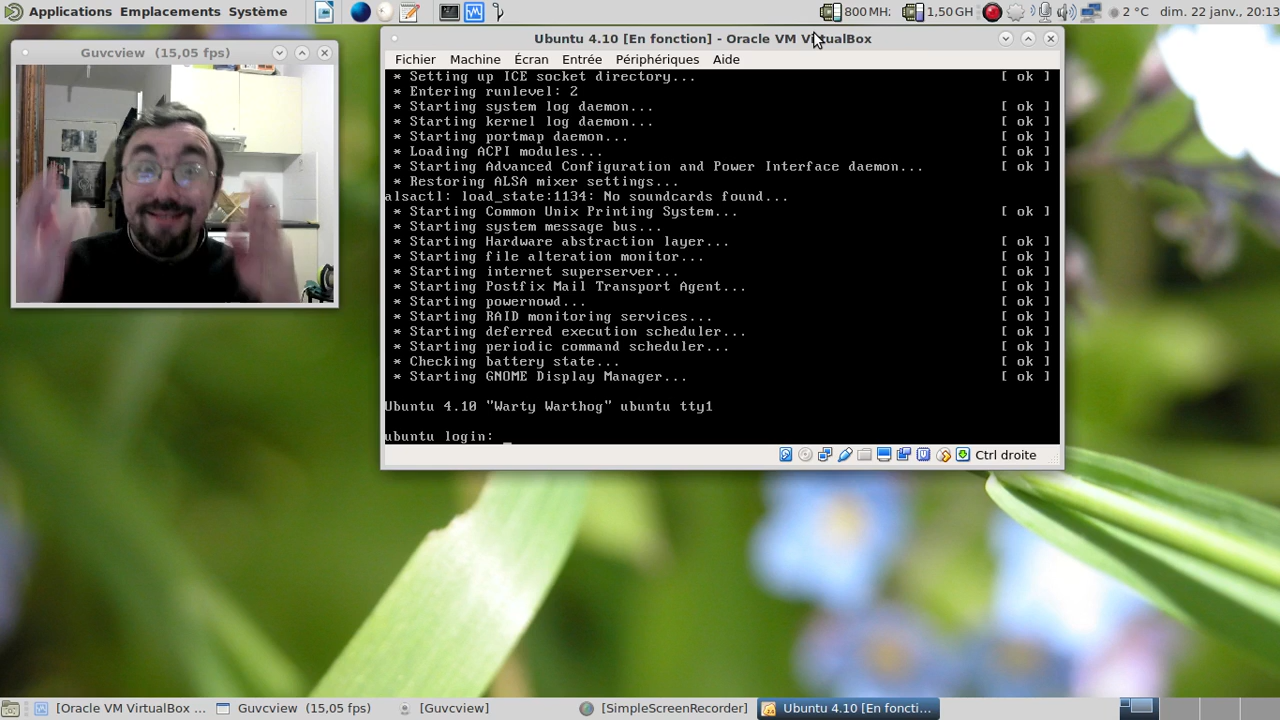 Applications Emplacements Système
800 MH:
1,50 GH
2 °C
dim. 22 janv., 20:13
Guvcview (15,05 fps)
Ubuntu 4.10 [En fonction] - Oracle VM VirtualBox
Fichier Machine Écran Entrée Périphériques Aide
* Setting up ICE socket directory... [ ok ]
* Entering runlevel: 2
* Starting system log daemon... [ ok ]
* Starting kernel log daemon... [ ok ]
* Starting portmap daemon... [ ok ]
* Loading ACPI modules... [ ok ]
* Starting Advanced Configuration and Power Interface daemon... [ ok ]
* Restoring ALSA mixer settings...
alsactl: load_state:1134: No soundcards found...
* Starting Common Unix Printing System... [ ok ]
* Starting system message bus... [ ok ]
* Starting Hardware abstraction layer... [ ok ]
* Starting file alteration monitor... [ ok ]
* Starting internet superserver... [ ok ]
* Starting Postfix Mail Transport Agent... [ ok ]
* Starting powernowd... [ ok ]
* Starting RAID monitoring services... [ ok ]
* Starting deferred execution scheduler... [ ok ]
* Starting periodic command scheduler... [ ok ]
* Checking battery state... [ ok ]
* Starting GNOME Display Manager... [ ok ]
Ubuntu 4.10 "Warty Warthog" ubuntu tty1
ubuntu login: _
Ctrl droite
[Oracle VM VirtualBox ...
Guvcview (15,05 fps)
[Guvcview]
[SimpleScreenRecorder]
Ubuntu 4.10 [En foncti...